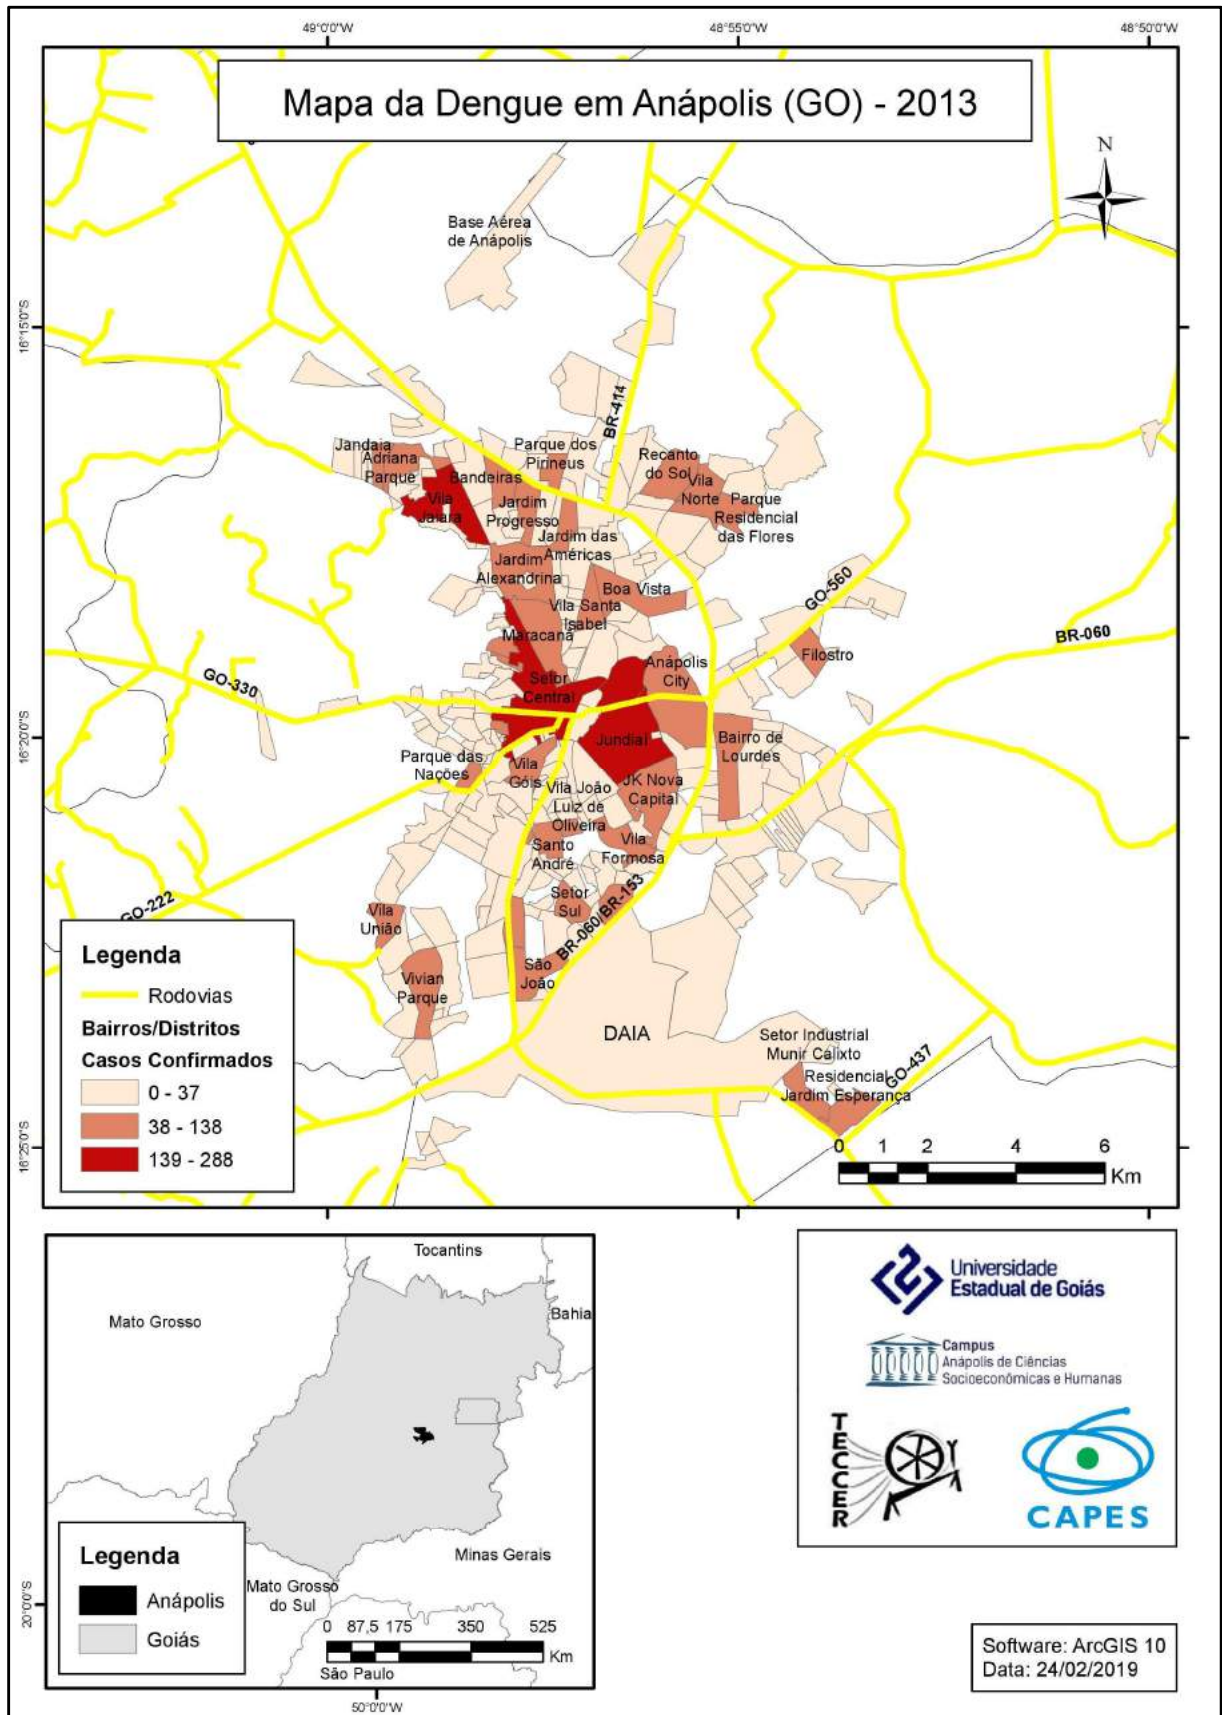 49°0'0"W
48°55'0"W
48°50'0"W
Mapa da Dengue em Anápolis (GO) - 2013
N
Base Aérea
de Anápolis
16°15'0"S
BR-414
Jandaia
Adriana
Parque
Bandeiras
Parque dos
Pirineus
Recanto
do Sol
Vila
Norte
Parque
Residencial
das Flores
Vila
Jaiara
Jardim
Progresso
Jardim das
Américas
Jardim
Alexandrina
Boa Vista
Vila Santa
Isabel
GO-560
BR-060
Maracanã
Filostro
Anápolis
City
Setor
Central
GO-330
16°20'0"S
Jundiaí
Bairro de
Lourdes
Parque das
Nações
Vila
Góis
JK Nova
Capital
Vila João
Luiz de
Oliveira
Santo
André
Vila
Formosa
Setor
Sul
BR-060/BR-153
GO-222
Vila
União
São
João
Vivian
Parque
DAIA
Setor Industrial
Munir Calixto
Residencial
Jardim Esperança
GO-437
16°25'0"S
Legenda
Rodovias
Bairros/Distritos
Casos Confirmados
0 - 37
38 - 138
139 - 288
0 1 2 4 6
Km
Tocantins
Mato Grosso
Bahia
Minas Gerais
Mato Grosso
do Sul
São Paulo
Legenda
Anápolis
Goiás
0 87,5 175 350 525
Km
20°0'0"S
50°0'0"W
Universidade
Estadual de Goiás
Campus
Anápolis de Ciências
Socioeconômicas e Humanas
TECCER
CAPES
Software: ArcGIS 10
Data: 24/02/2019